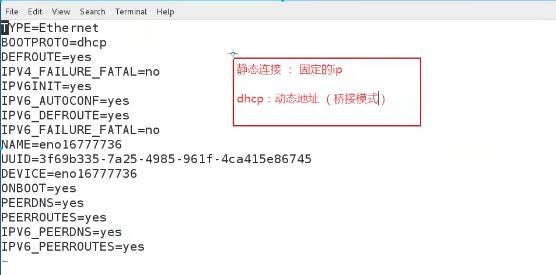 File Edit View Search Terminal Help
TYPE=Ethernet
BOOTPROTO=dhcp
DEFROUTE=yes
IPV4_FAILURE_FATAL=no
IPV6INIT=yes
IPV6_AUTOCONF=yes
IPV6_DEFROUTE=yes
IPV6_FAILURE_FATAL=no
NAME=eno16777736
UUID=3f69b335-7a25-4985-961f-4ca415e86745
DEVICE=eno16777736
ONBOOT=yes
PEERDNS=yes
PEERROUTES=yes
IPV6_PEERDNS=yes
IPV6_PEERROUTES=yes
~
静态连接 ： 固定的ip
dhcp：动态地址 （桥接模式）